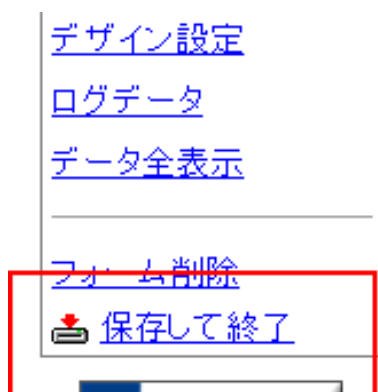 デザイン設定
ログデータ
データ全表示
フォーム削除
保存して終了